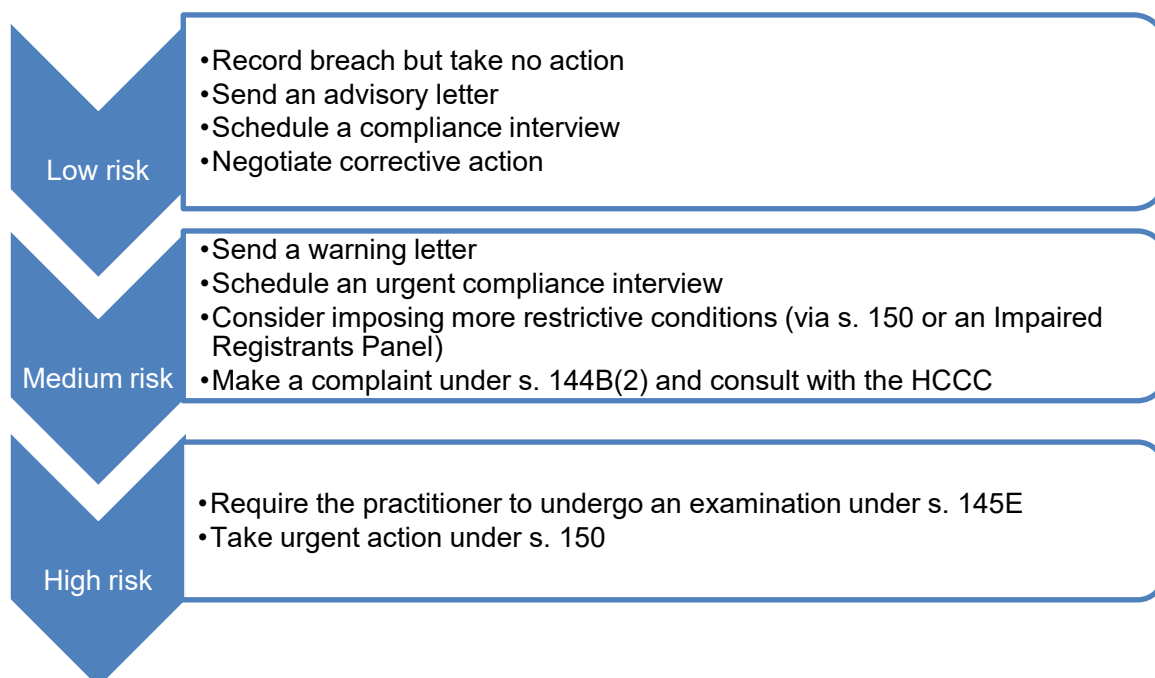 •Record breach but take no action
•Send an advisory letter
•Schedule a compliance interview
•Negotiate corrective action
Low risk
•Send a warning letter
•Schedule an urgent compliance interview
•Consider imposing more restrictive conditions (via s. 150 or an Impaired
Registrants Panel)
•Make a complaint under s. 144B(2) and consult with the HCCC
Medium risk
•Require the practitioner to undergo an examination under s. 145E
•Take urgent action under s. 150
High risk